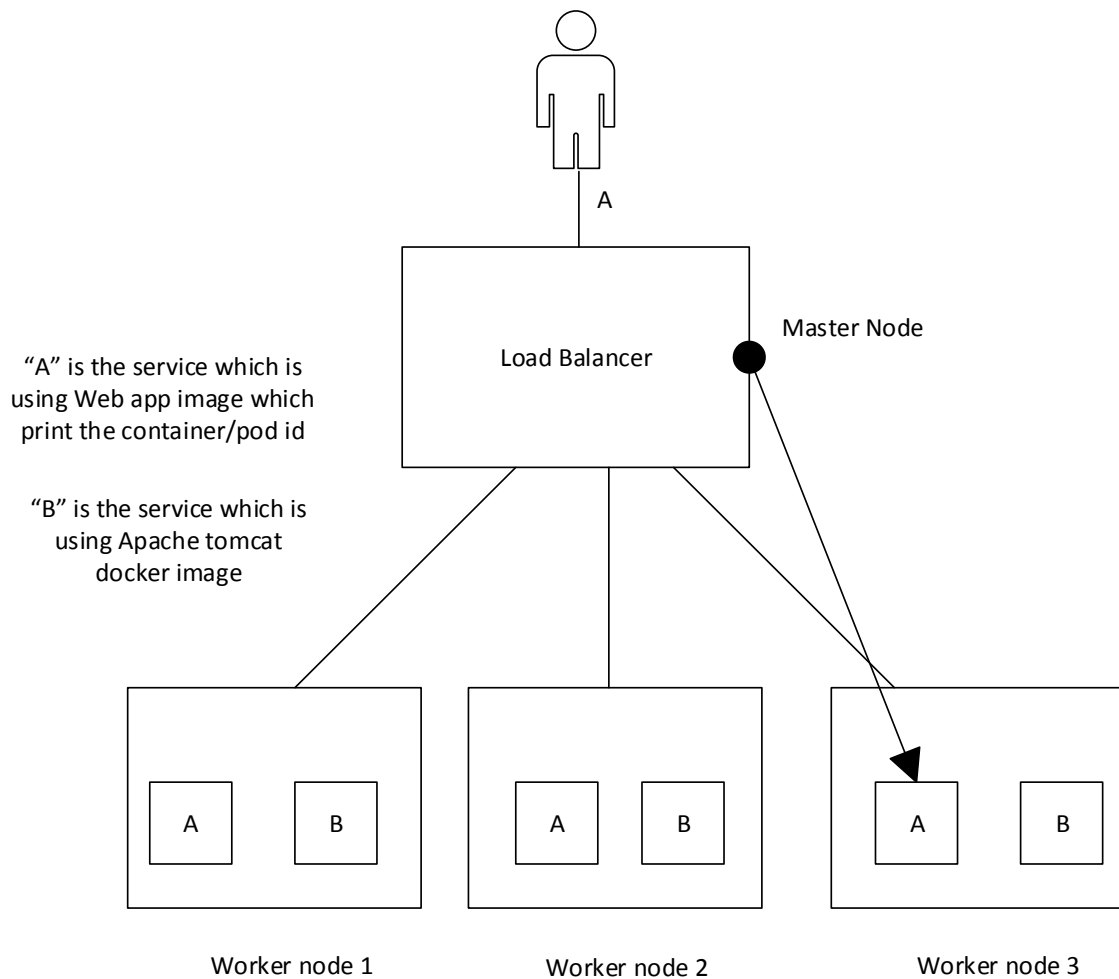 A
Load Balancer
Master Node
“A” is the service which is
using Web app image which
print the container/pod id
“B” is the service which is
using Apache tomcat
docker image
A
B
A
B
A
B
Worker node 1
Worker node 2
Worker node 3